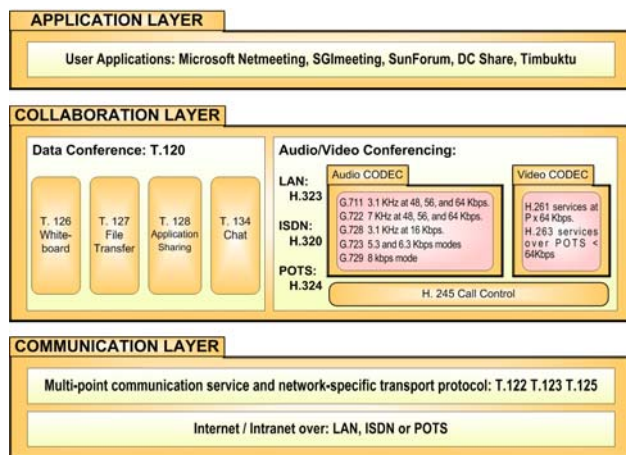 APPLICATION LAYER
User Applications: Microsoft Netmeeting, SGImeeting, SunForum, DC Share, Timbuktu
COLLABORATION LAYER
Data Conference: T.120
T. 126
White-
board
T. 127
File
Transfer
T. 128
Application
Sharing
T. 134
Chat
Audio/Video Conferencing:
LAN:
H.323
ISDN:
H.320
POTS:
H.324
Audio CODEC
G.711 3.1 KHz at 48, 56, and 64 Kbps.
G.722 7 KHz at 48, 56, and 64 Kbps.
G.728 3.1 KHz at 16 Kbps.
G.723 5.3 and 6.3 Kbps modes
G.729 8 kbps mode
Video CODEC
H.261 services at
P x 64 Kbps.
H.263 services
over POTS <
64Kbps
H. 245 Call Control
COMMUNICATION LAYER
Multi-point communication service and network-specific transport protocol: T.122 T.123 T.125
Internet / Intranet over: LAN, ISDN or POTS